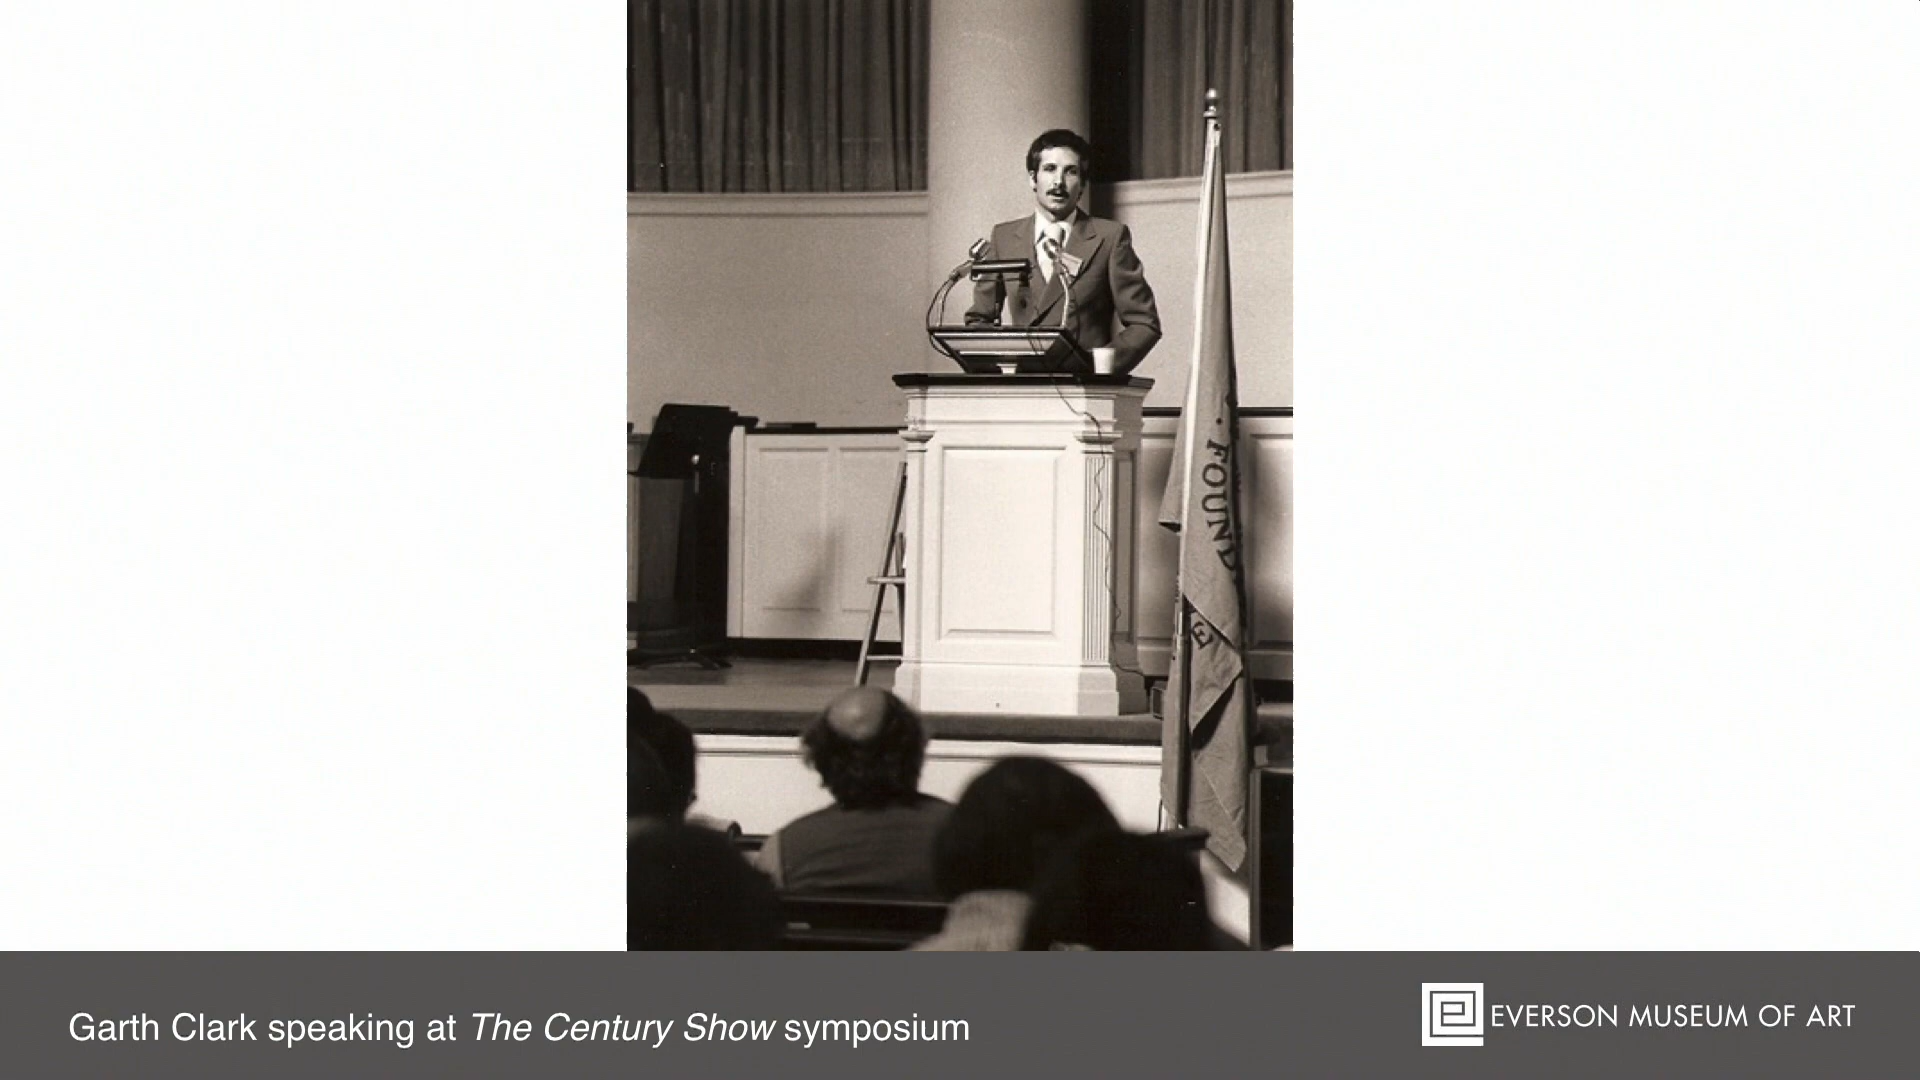 · FOUND
E
Garth Clark speaking at The Century Show symposium
EVERSON MUSEUM OF ART